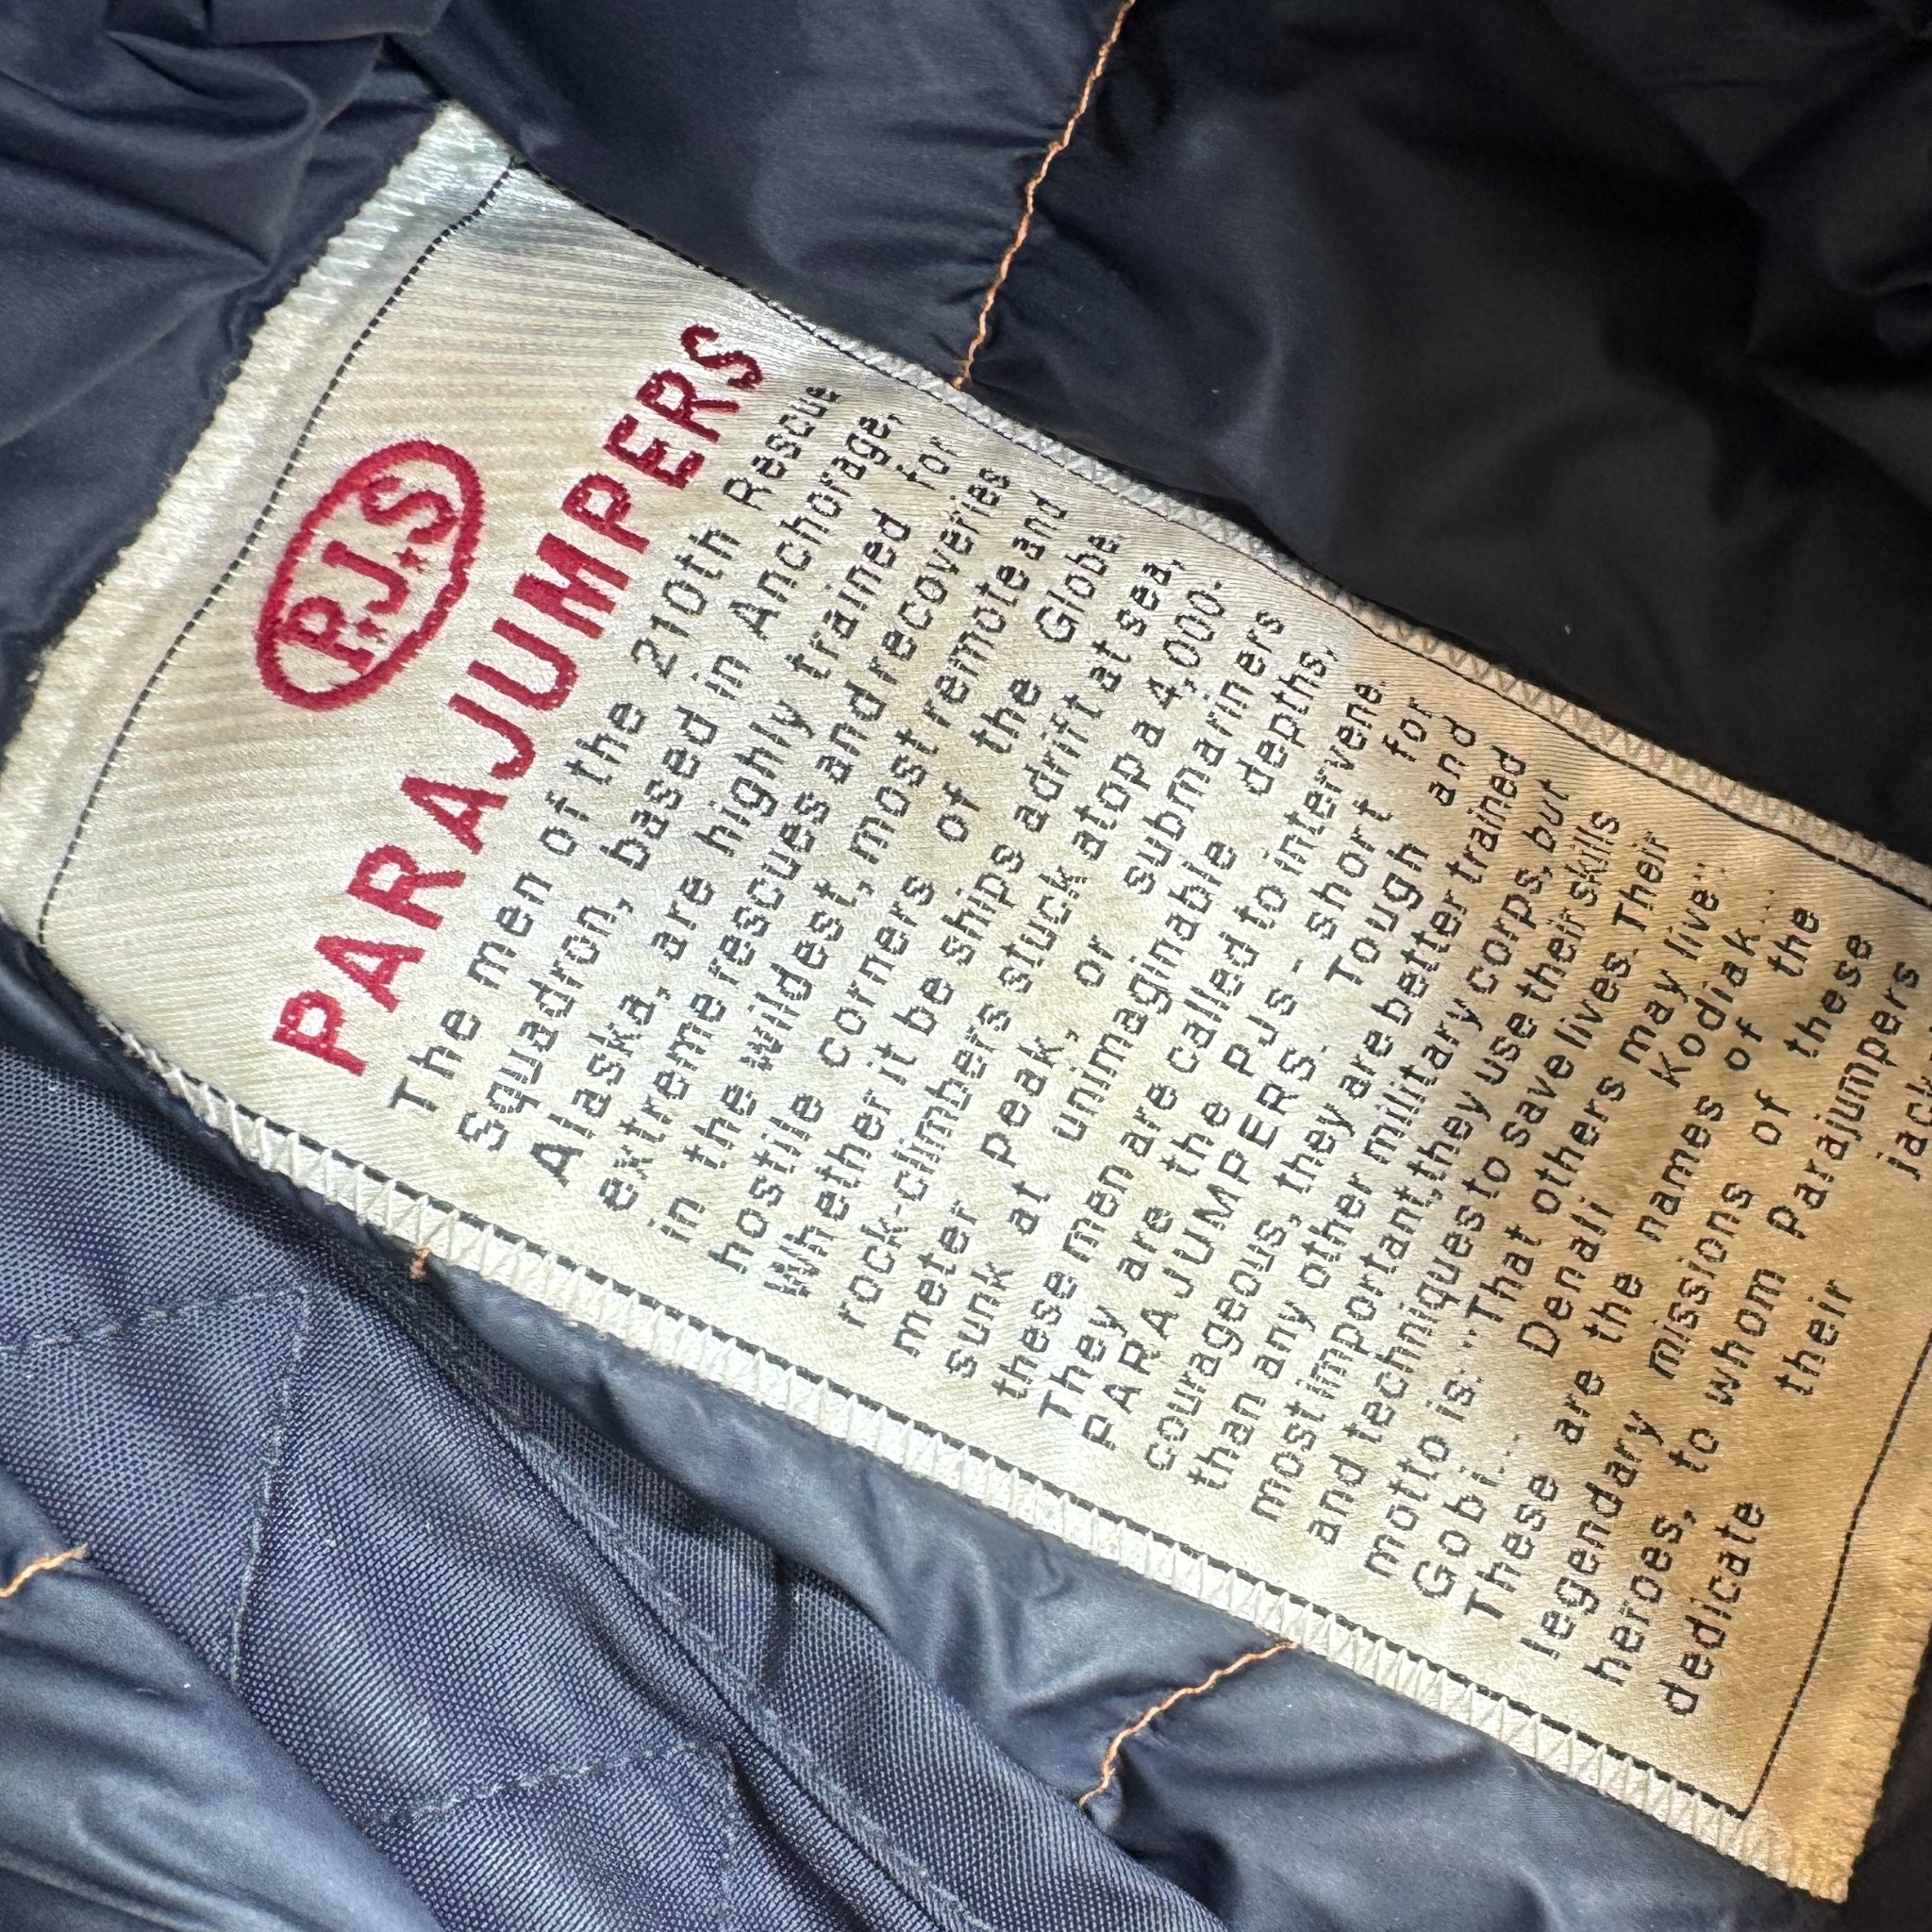 P.J.S
PARAJUMPERS
The men of the 210th Rescue
Squadron, based in Anchorage,
Alaska, are highly trained for
extreme rescues and recoveries
in the wildest, most remote and
hostile corners of the Globe.
Whether it be ships adrift at sea,
rock-climbers stuck atop a 4,000-
meter peak, or submariners
sunk at unimaginable depths,
these men are called to intervene.
They are the PJs - short for
PARAJUMPERS. Tough and
courageous, they are better trained
than any other military corps, but
most important, they use their skills
and techniques to save lives. Their
motto is: "That others may live".
Gobi... Denali Kodiak...
These are the names of the
legendary missions of these
heroes, to whom Parajumpers
dedicate their